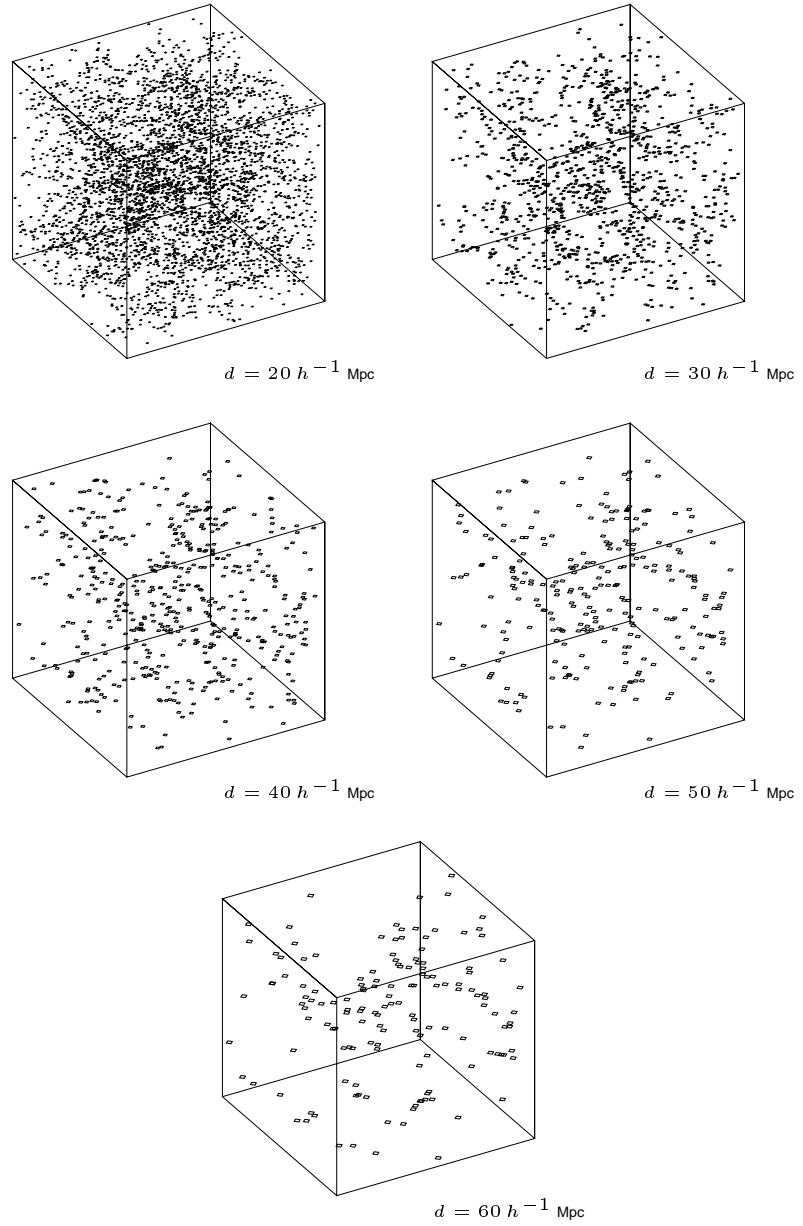 d = 20 h⁻¹ Mpc
d = 30 h⁻¹ Mpc
d = 40 h⁻¹ Mpc
d = 50 h⁻¹ Mpc
d = 60 h⁻¹ Mpc